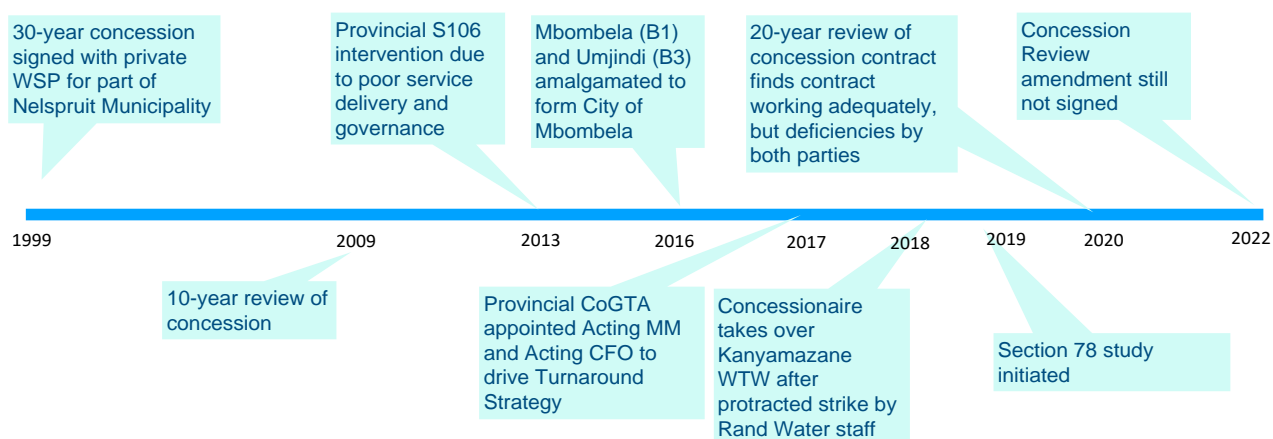 30-year concession
signed with private
WSP for part of
Nelspruit Municipality
Provincial S106
intervention due
to poor service
delivery and
governance
Mbombela (B1)
and Umjindi (B3)
amalgamated to
form City of
Mbombela
20-year review of
concession contract
finds contract
working adequately,
but deficiencies by
both parties
Concession
Review
amendment still
not signed
1999
2009
2013
2016
2017
2018
2019
2020
2022
10-year review of
concession
Provincial CoGTA
appointed Acting MM
and Acting CFO to
drive Turnaround
Strategy
Concessionaire
takes over
Kanyamazane
WTW after
protracted strike by
Rand Water staff
Section 78 study
initiated